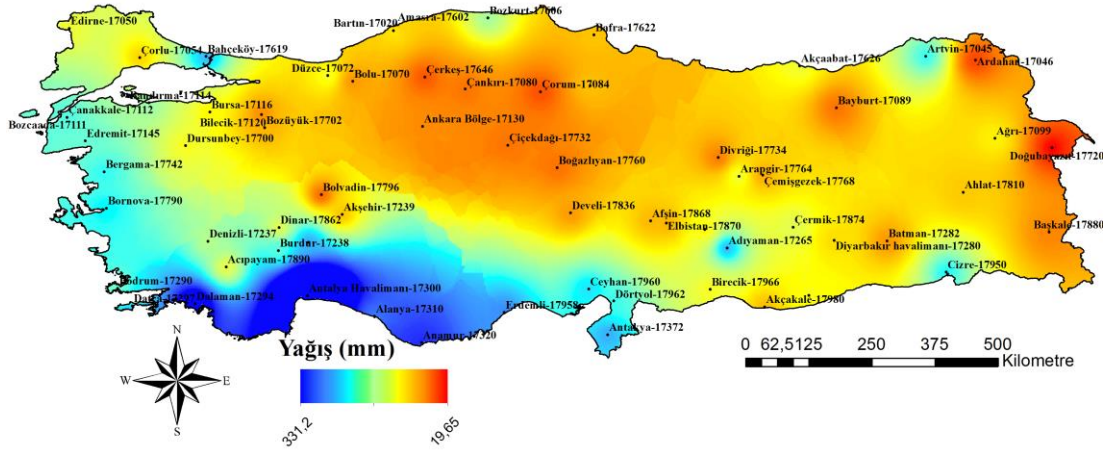 Edirne-17050
Çorlu-17054
Bahçeköy-17619
Bartın-17020
Amasra-17602
Bozkurt-17606
Bafra-17622
Akçaabat-17626
Artvin-17045
Ardahan-17046
Düzce-17072
Bolu-17070
Çerkeş-17646
Çankırı-17080
Çorum-17084
Bayburt-17089
Ağrı-17099
Doğubayazıt-17720
Bandırma-17114
Çanakkale-17112
Bozcaada-17111
Edremit-17145
Bursa-17116
Bilecik-17120
Bozüyük-17702
Dursunbey-17700
Ankara Bölge-17130
Çiçekdağı-17732
Boğazlıyan-17760
Divriği-17734
Arapgir-17764
Çemişgezek-17768
Ahlat-17810
Bergama-17742
Bornova-17790
Bolvadin-17796
Akşehir-17239
Dinar-17862
Denizli-17237
Burdur-17238
Acıpayam-17890
Develi-17836
Afşin-17868
Elbistan-17870
Çermik-17874
Batman-17282
Diyarbakır havalimanı-17280
Başkale-17880
Adıyaman-17265
Cizre-17950
Bodrum-17290
Dalaman-17294
Antalya Havalimanı-17300
Alanya-17310
Anamur-17320
Erdemli-17958
Ceyhan-17960
Dörtyol-17962
Birecik-17966
Akçakale-17980
Antakya-17372
N
W
E
S
Yağış (mm)
331,2
19,65
0 62,5 125 250 375 500
Kilometre